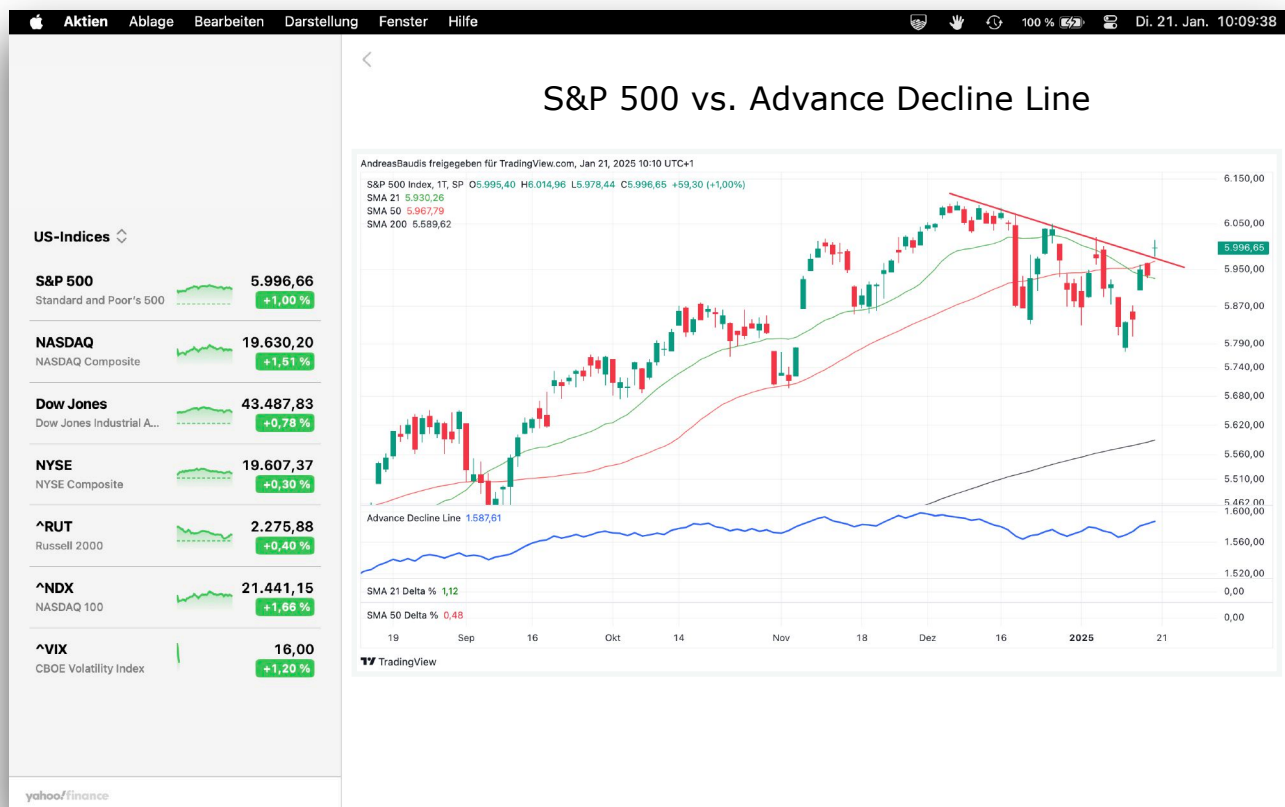 Aktien Ablage Bearbeiten Darstellung Fenster Hilfe 100 % Di. 21. Jan. 10:09:38
US-Indices
S&P 500 5.996,66
Standard and Poor's 500 +1,00 %
NASDAQ 19.630,20
NASDAQ Composite +1,51 %
Dow Jones 43.487,83
Dow Jones Industrial A... +0,78 %
NYSE 19.607,37
NYSE Composite +0,30 %
^RUT 2.275,88
Russell 2000 +0,40 %
^NDX 21.441,15
NASDAQ 100 +1,66 %
^VIX 16,00
CBOE Volatility Index +1,20 %
yahoo!finance
S&P 500 vs. Advance Decline Line
AndreasBaudis freigegeben für TradingView.com, Jan 21, 2025 10:10 UTC+1
S&P 500 Index, 1T, SP O5.995,40 H6.014,96 L5.978,44 C5.996,65 +59,30 (+1,00%)
SMA 21 5.930,26
SMA 50 5.967,79
SMA 200 5.589,62
6.150,00
6.050,00
5.996,65
5.950,00
5.870,00
5.790,00
5.740,00
5.680,00
5.620,00
5.560,00
5.510,00
5.462,00
Advance Decline Line 1.587,61
1.600,00
1.560,00
1.520,00
SMA 21 Delta % 1,12 0,00
SMA 50 Delta % 0,48 0,00
19 Sep 16 Okt 14 Nov 18 Dez 16 2025 21
TradingView